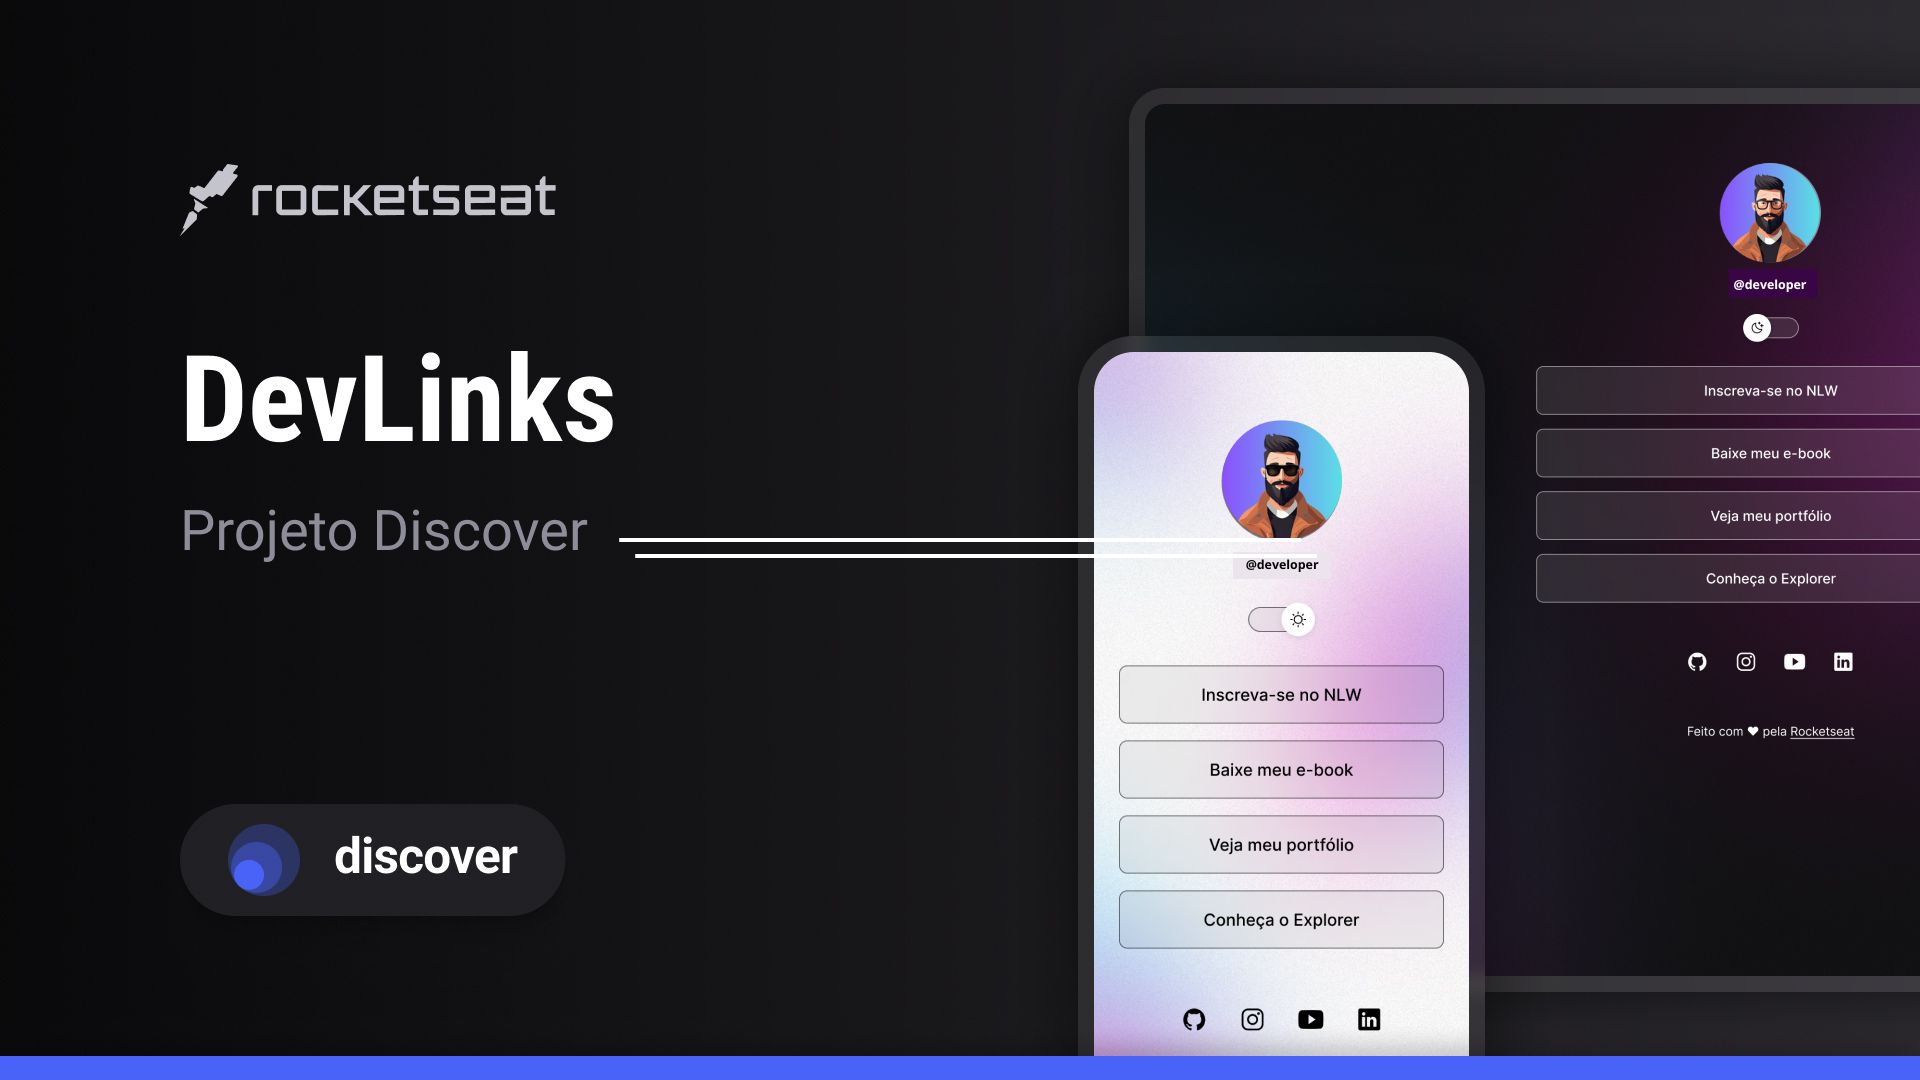 rocketseat
DevLinks
Projeto Discover
discover
@developer
Inscreva-se no NLW
Baixe meu e-book
Veja meu portfólio
Conheça o Explorer
@developer
Inscreva-se no NLW
Baixe meu e-book
Veja meu portfólio
Conheça o Explorer
Feito com ♥ pela Rocketseat